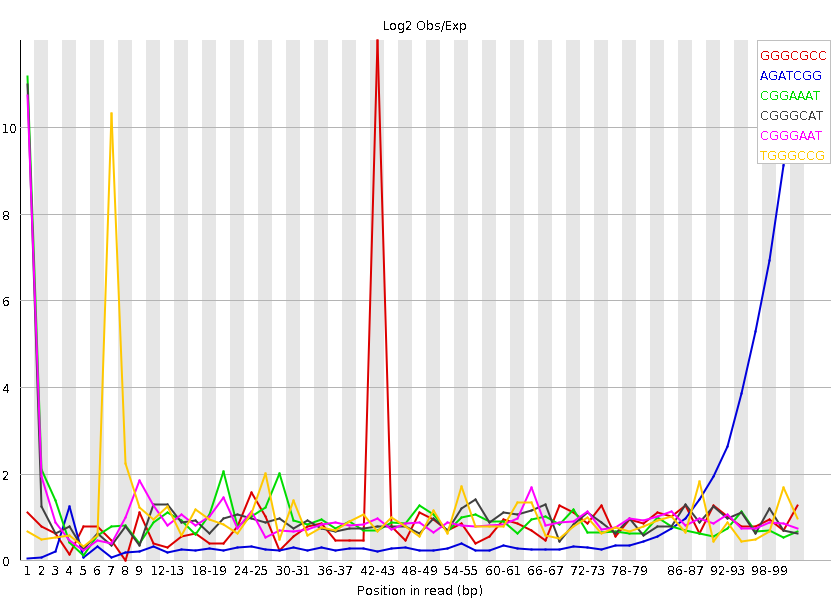 Log2 Obs/Exp
GGGCGCC
AGATCGG
CGGAAAT
CGGGCAT
CGGGAAT
TGGGCCG
10
8
6
4
2
0
1 2 3 4 5 6 7 8 9 12-13 18-19 24-25 30-31 36-37 42-43 48-49 54-55 60-61 66-67 72-73 78-79 86-87 92-93 98-99
Position in read (bp)